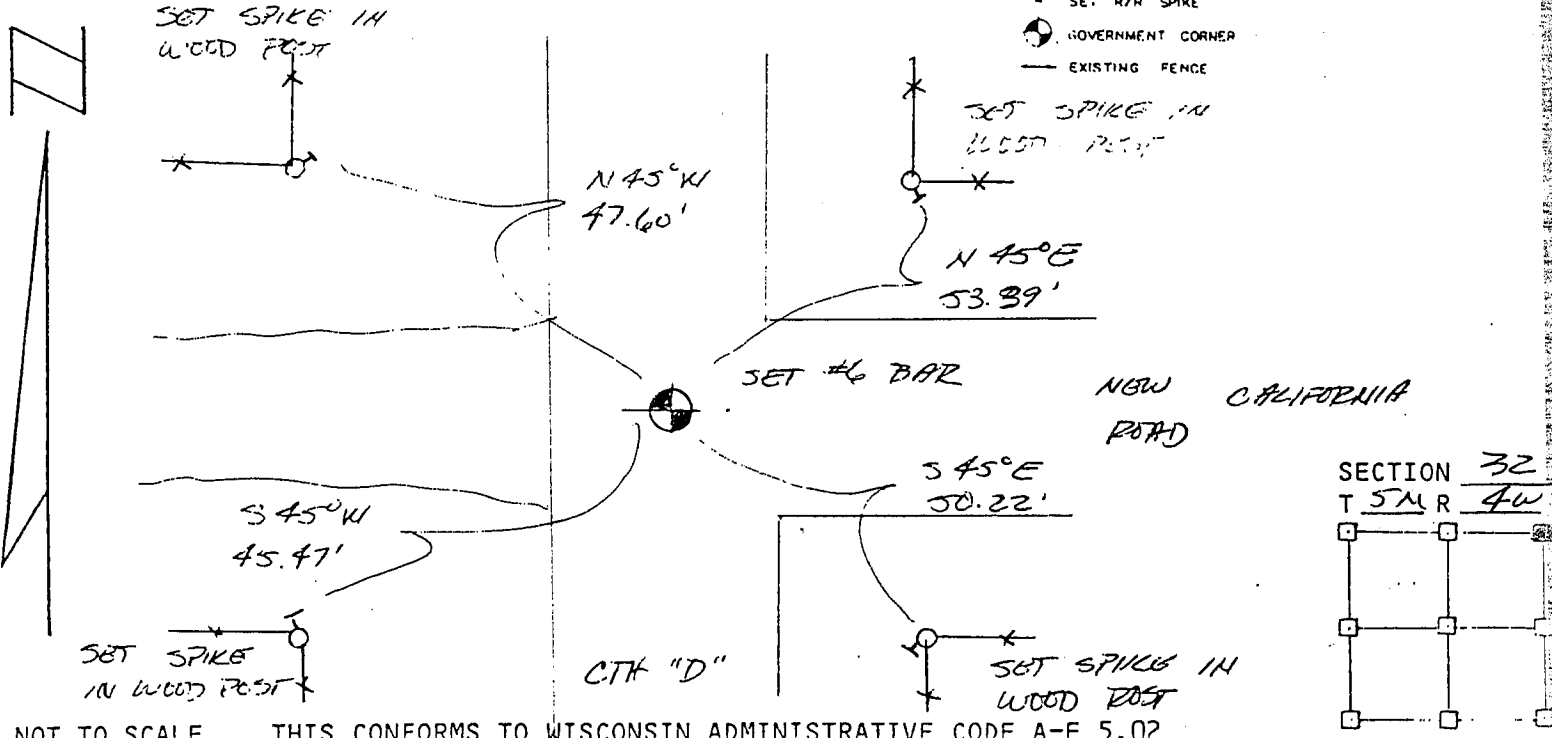 SET R/R SPIKE
GOVERNMENT CORNER
EXISTING FENCE
SET SPIKE IN
WOOD POST
SET SPIKE IN
WOOD POST
N 45° W
47.60'
N 45° E
53.39'
SET #6 BAR
NEW CALIFORNIA
ROAD
S 45° E
50.22'
S 45° W
45.47'
SECTION 32
T 5N R 4W
SET SPIKE
IN WOOD POST
CTH "D"
SET SPIKE IN
WOOD POST
NOT TO SCALE THIS CONFORMS TO WISCONSIN ADMINISTRATIVE CODE A-E 5.02